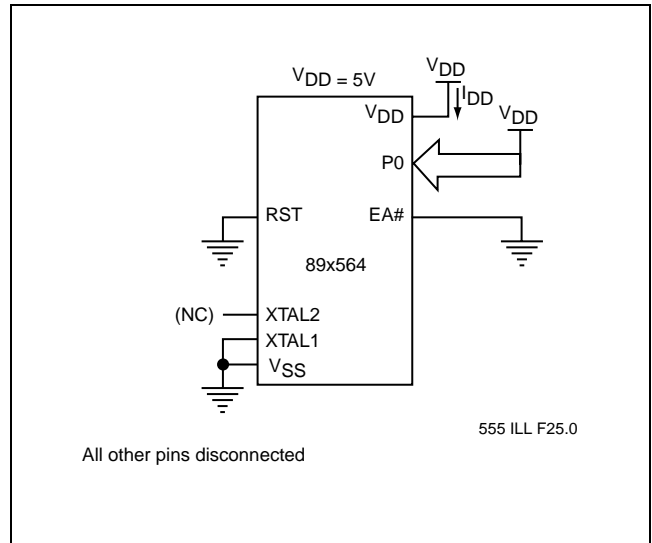 VDD = 5V
VDD
IDD
VDD
VDD
P0
RST
EA#
89x564
(NC)
XTAL2
XTAL1
VSS
555 ILL F25.0
All other pins disconnected